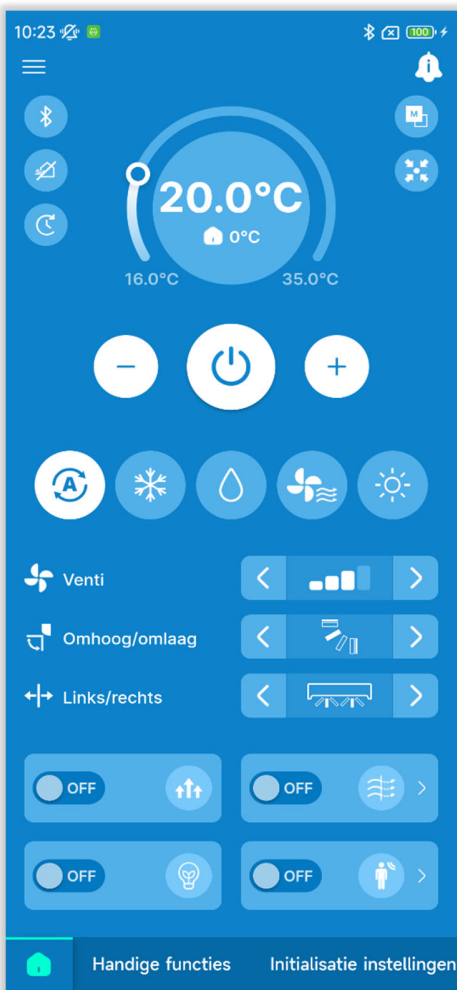 10:23
100
M
20.0°C
0°C
16.0°C
35.0°C
A
Venti
Omhoog/omlaag
Links/rechts
OFF
OFF
OFF
OFF
Handige functies
Initialisatie instellingen